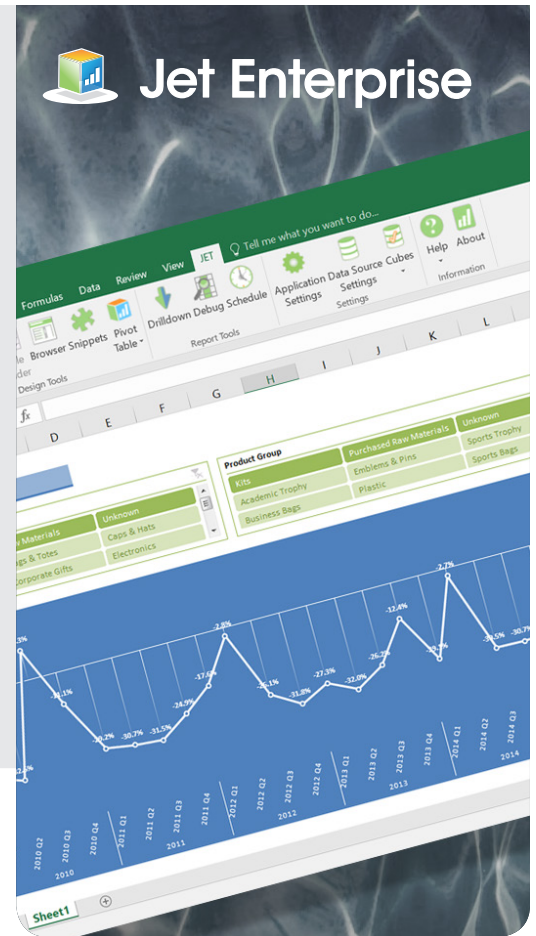 Jet Enterprise
Formulas Data Review View JET Tell me what you want to do...
Browser Snippets Pivot Table Drilldown Debug Schedule Application Settings Data Source Settings Cubes Help About
Design Tools Report Tools Settings Information
fx
D E F G H I J K L
Product Group
Kits Purchased Raw Materials Unknown
Academic Trophy Emblems & Pins Sports Trophy
Business Bags Plastic Sports Bags
Materials Unknown
Totes Caps & Hats
Corporate Gifts Electronics
-2.8%
-17.6%
-24.9%
-30.7%
-31.5%
-31.8%
-27.3%
-32.0%
-26.2%
-12.4%
-2.7%
-30.7%
2010 Q2 2010 Q3 2010 Q4 2011 Q1 2011 Q2 2011 Q3 2011 Q4 2012 Q1 2012 Q2 2012 Q3 2012 Q4 2013 Q1 2013 Q2 2013 Q3 2013 Q4 2014 Q1 2014 Q2 2014 Q3
2010 2011 2012 2013 2014
Sheet1